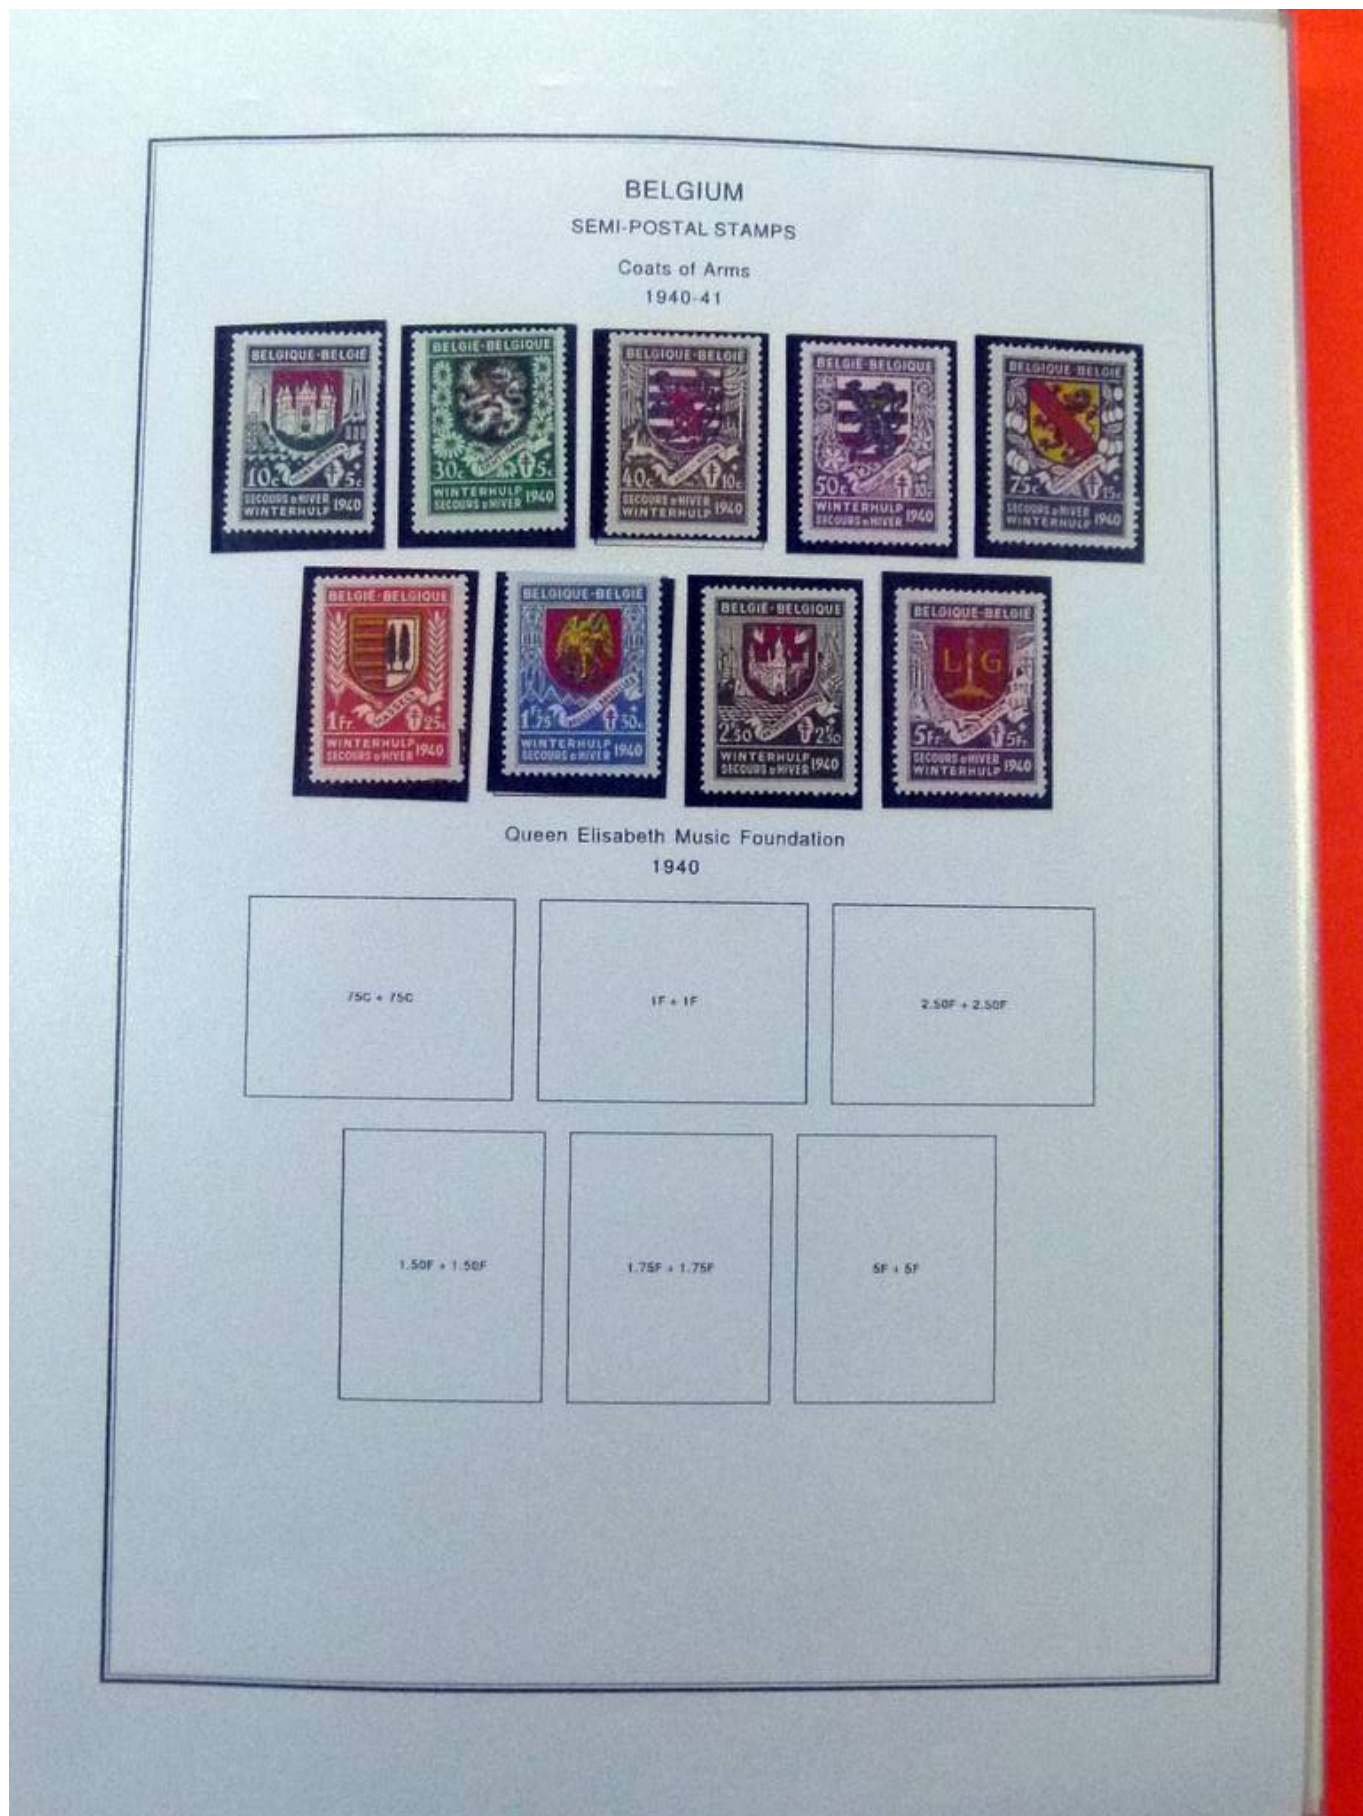 BELGIUM
SEMI-POSTAL STAMPS
Coats of Arms
1940-41
BELGIQUE-BELGIË
10c 5c
SECOURS D'HIVER
WINTERHULP 1940
BELGIË-BELGIQUE
30c 5c
WINTERHULP
SECOURS D'HIVER 1940
BELGIQUE-BELGIË
40c 10c
SECOURS D'HIVER
WINTERHULP 1940
BELGIË-BELGIQUE
50c 10c
WINTERHULP
SECOURS D'HIVER 1940
BELGIQUE-BELGIË
75c 15c
SECOURS D'HIVER
WINTERHULP 1940
BELGIË-BELGIQUE
1Fr 25c
HASSELT
WINTERHULP
SECOURS D'HIVER 1940
BELGIQUE-BELGIË
1Fr75 50c
WINTERHULP
SECOURS D'HIVER 1940
BELGIË-BELGIQUE
2Fr50 2Fr50
WINTERHULP
SECOURS D'HIVER 1940
BELGIQUE-BELGIË
L G
5Fr 5Fr
SECOURS D'HIVER
WINTERHULP 1940
Queen Elisabeth Music Foundation
1940
75C + 75C
1F + 1F
2.50F + 2.50F
1.50F + 1.50F
1.75F + 1.75F
5F + 5F